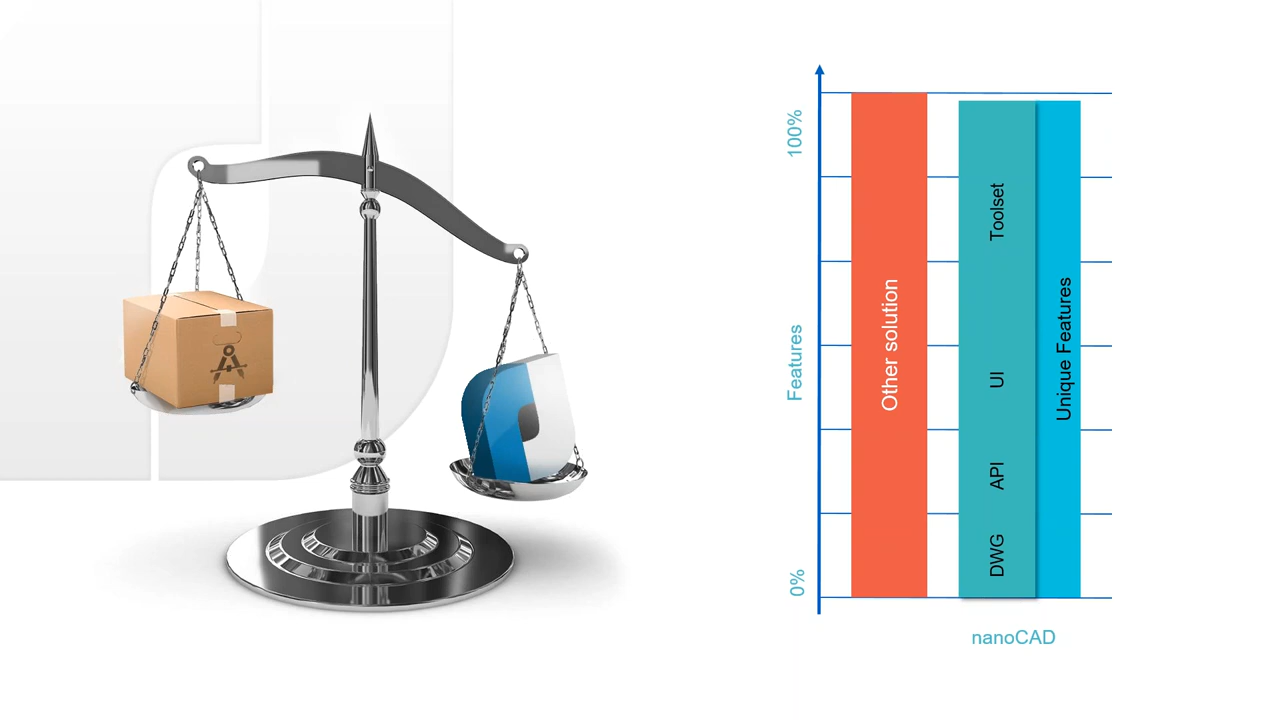 100%
Features
0%
Other solution
Toolset
UI
API
DWG
Unique Features
nanoCAD